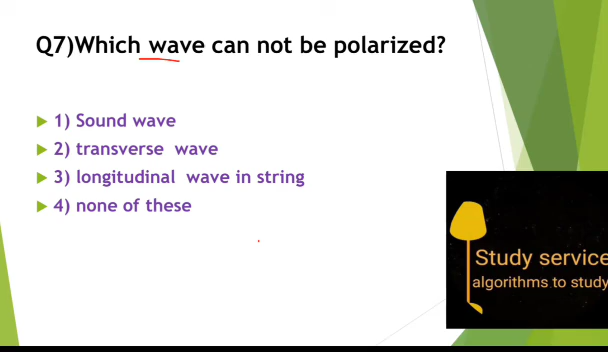 Q7)Which wave can not be polarized?
1) Sound wave
2) transverse wave
3) longitudinal wave in string
4) none of these
Study service
algorithms to study